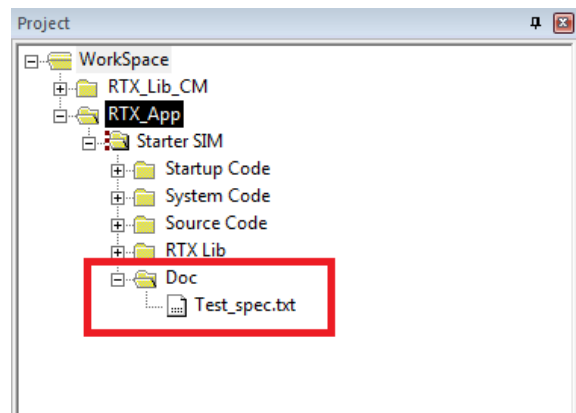 Project
WorkSpace
RTX_Lib_CM
RTX_App
Starter SIM
Startup Code
System Code
Source Code
RTX Lib
Doc
Test_spec.txt